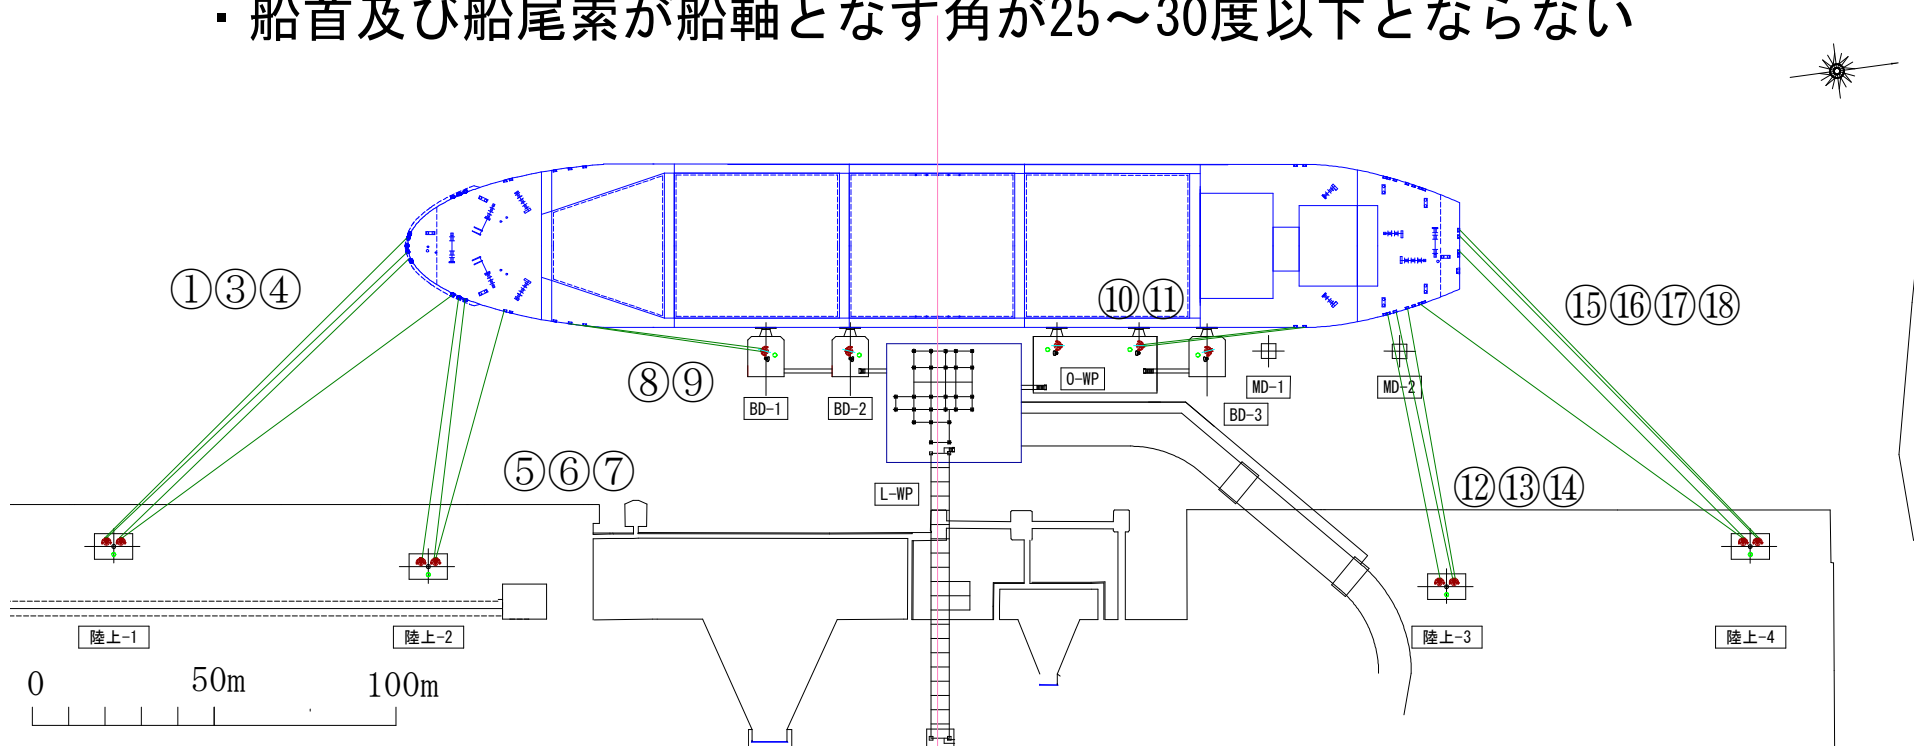 ・船首及び船尾索が船軸となす角が25～30度以下とならない
①③④
⑩⑪
⑮⑯⑰⑱
⑧⑨
O-WP
MD-1
MD-2
BD-1
BD-2
BD-3
⑤⑥⑦
L-WP
⑫⑬⑭
陸上-1
陸上-2
陸上-3
陸上-4
0
50m
100m